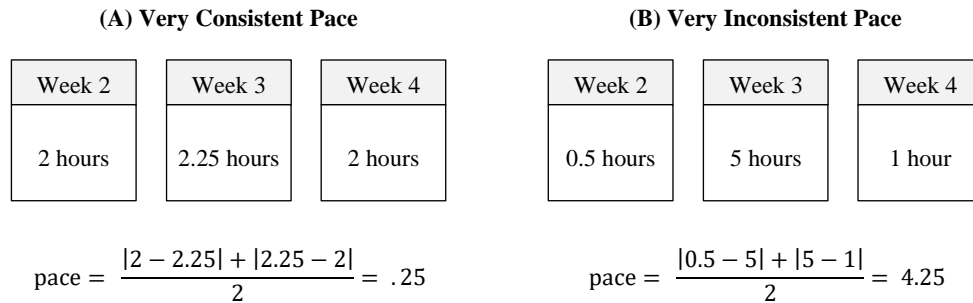 (A) Very Consistent Pace
Week 2 Week 3 Week 4
2 hours 2.25 hours 2 hours
pace = |2 − 2.25| + |2.25 − 2| / 2 = .25
(B) Very Inconsistent Pace
Week 2 Week 3 Week 4
0.5 hours 5 hours 1 hour
pace = |0.5 − 5| + |5 − 1| / 2 = 4.25